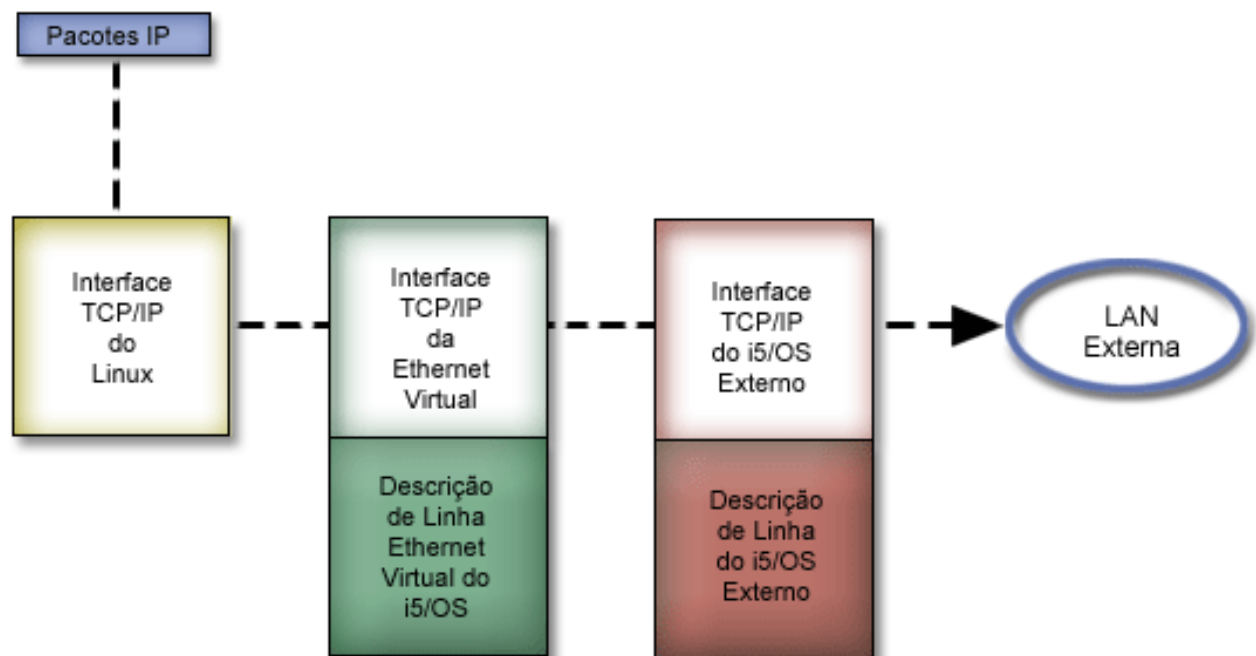 Pacotes IP
Interface
TCP/IP
do
Linux
Interface
TCP/IP
da
Ethernet
Virtual
Descrição
de Linha
Ethernet
Virtual do
i5/OS
Interface
TCP/IP
do i5/OS
Externo
Descrição
de Linha
do i5/OS
Externo
LAN
Externa